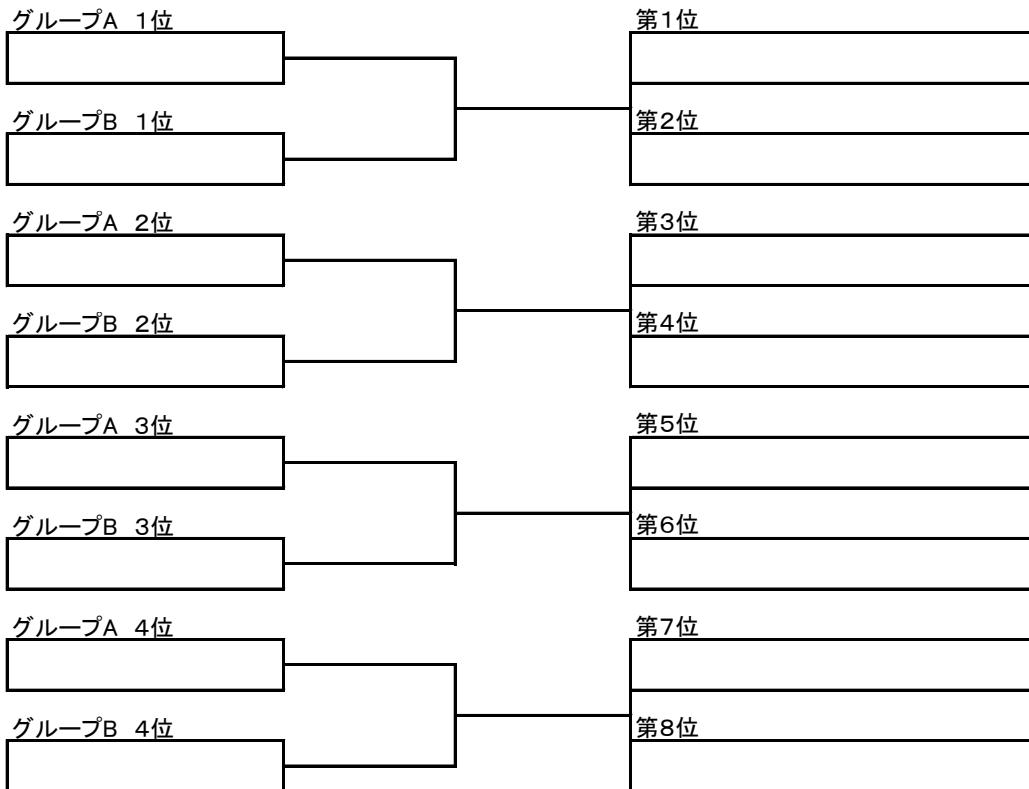 グループA　1位
第1位
グループB　1位
第2位
グループA　2位
第3位
グループB　2位
第4位
グループA　3位
第5位
グループB　3位
第6位
グループA　4位
第7位
グループB　4位
第8位